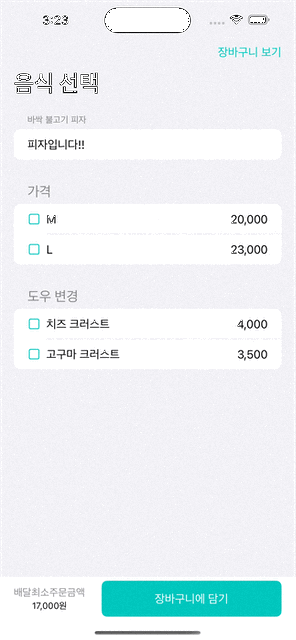 3:23
장바구니 보기
음식 선택
바싹 불고기 피자
피자입니다!!
가격
M 20,000
L 23,000
도우 변경
치즈 크러스트 4,000
고구마 크러스트 3,500
배달최소주문금액
17,000원
장바구니에 담기